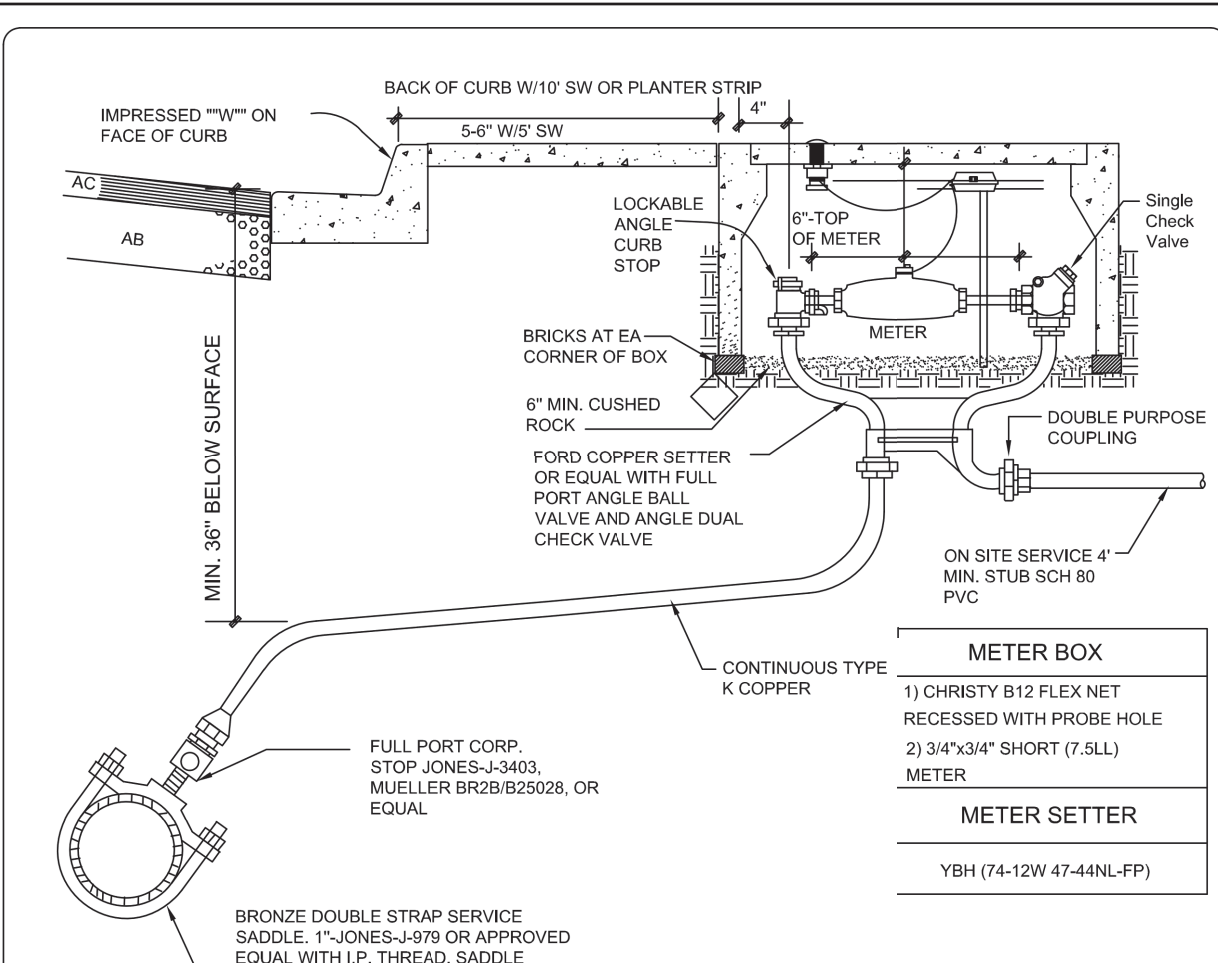 BACK OF CURB W/10' SW OR PLANTER STRIP
4"
IMPRESSED ""W"" ON
FACE OF CURB
5-6" W/5' SW
AC
AB
LOCKABLE
ANGLE
CURB
STOP
6"-TOP
OF METER
Single
Check
Valve
METER
BRICKS AT EA
CORNER OF BOX
6" MIN. CUSHED
ROCK
MIN. 36" BELOW SURFACE
FORD COPPER SETTER
OR EQUAL WITH FULL
PORT ANGLE BALL
VALVE AND ANGLE DUAL
CHECK VALVE
DOUBLE PURPOSE
COUPLING
ON SITE SERVICE 4'
MIN. STUB SCH 80
PVC
CONTINUOUS TYPE
K COPPER
METER BOX
1) CHRISTY B12 FLEX NET
RECESSED WITH PROBE HOLE
2) 3/4"x3/4" SHORT (7.5LL)
METER
METER SETTER
YBH (74-12W 47-44NL-FP)
FULL PORT CORP.
STOP JONES-J-3403,
MUELLER BR2B/B25028, OR
EQUAL
BRONZE DOUBLE STRAP SERVICE
SADDLE. 1"-JONES-J-979 OR APPROVED
EQUAL WITH I.P. THREAD. SADDLE